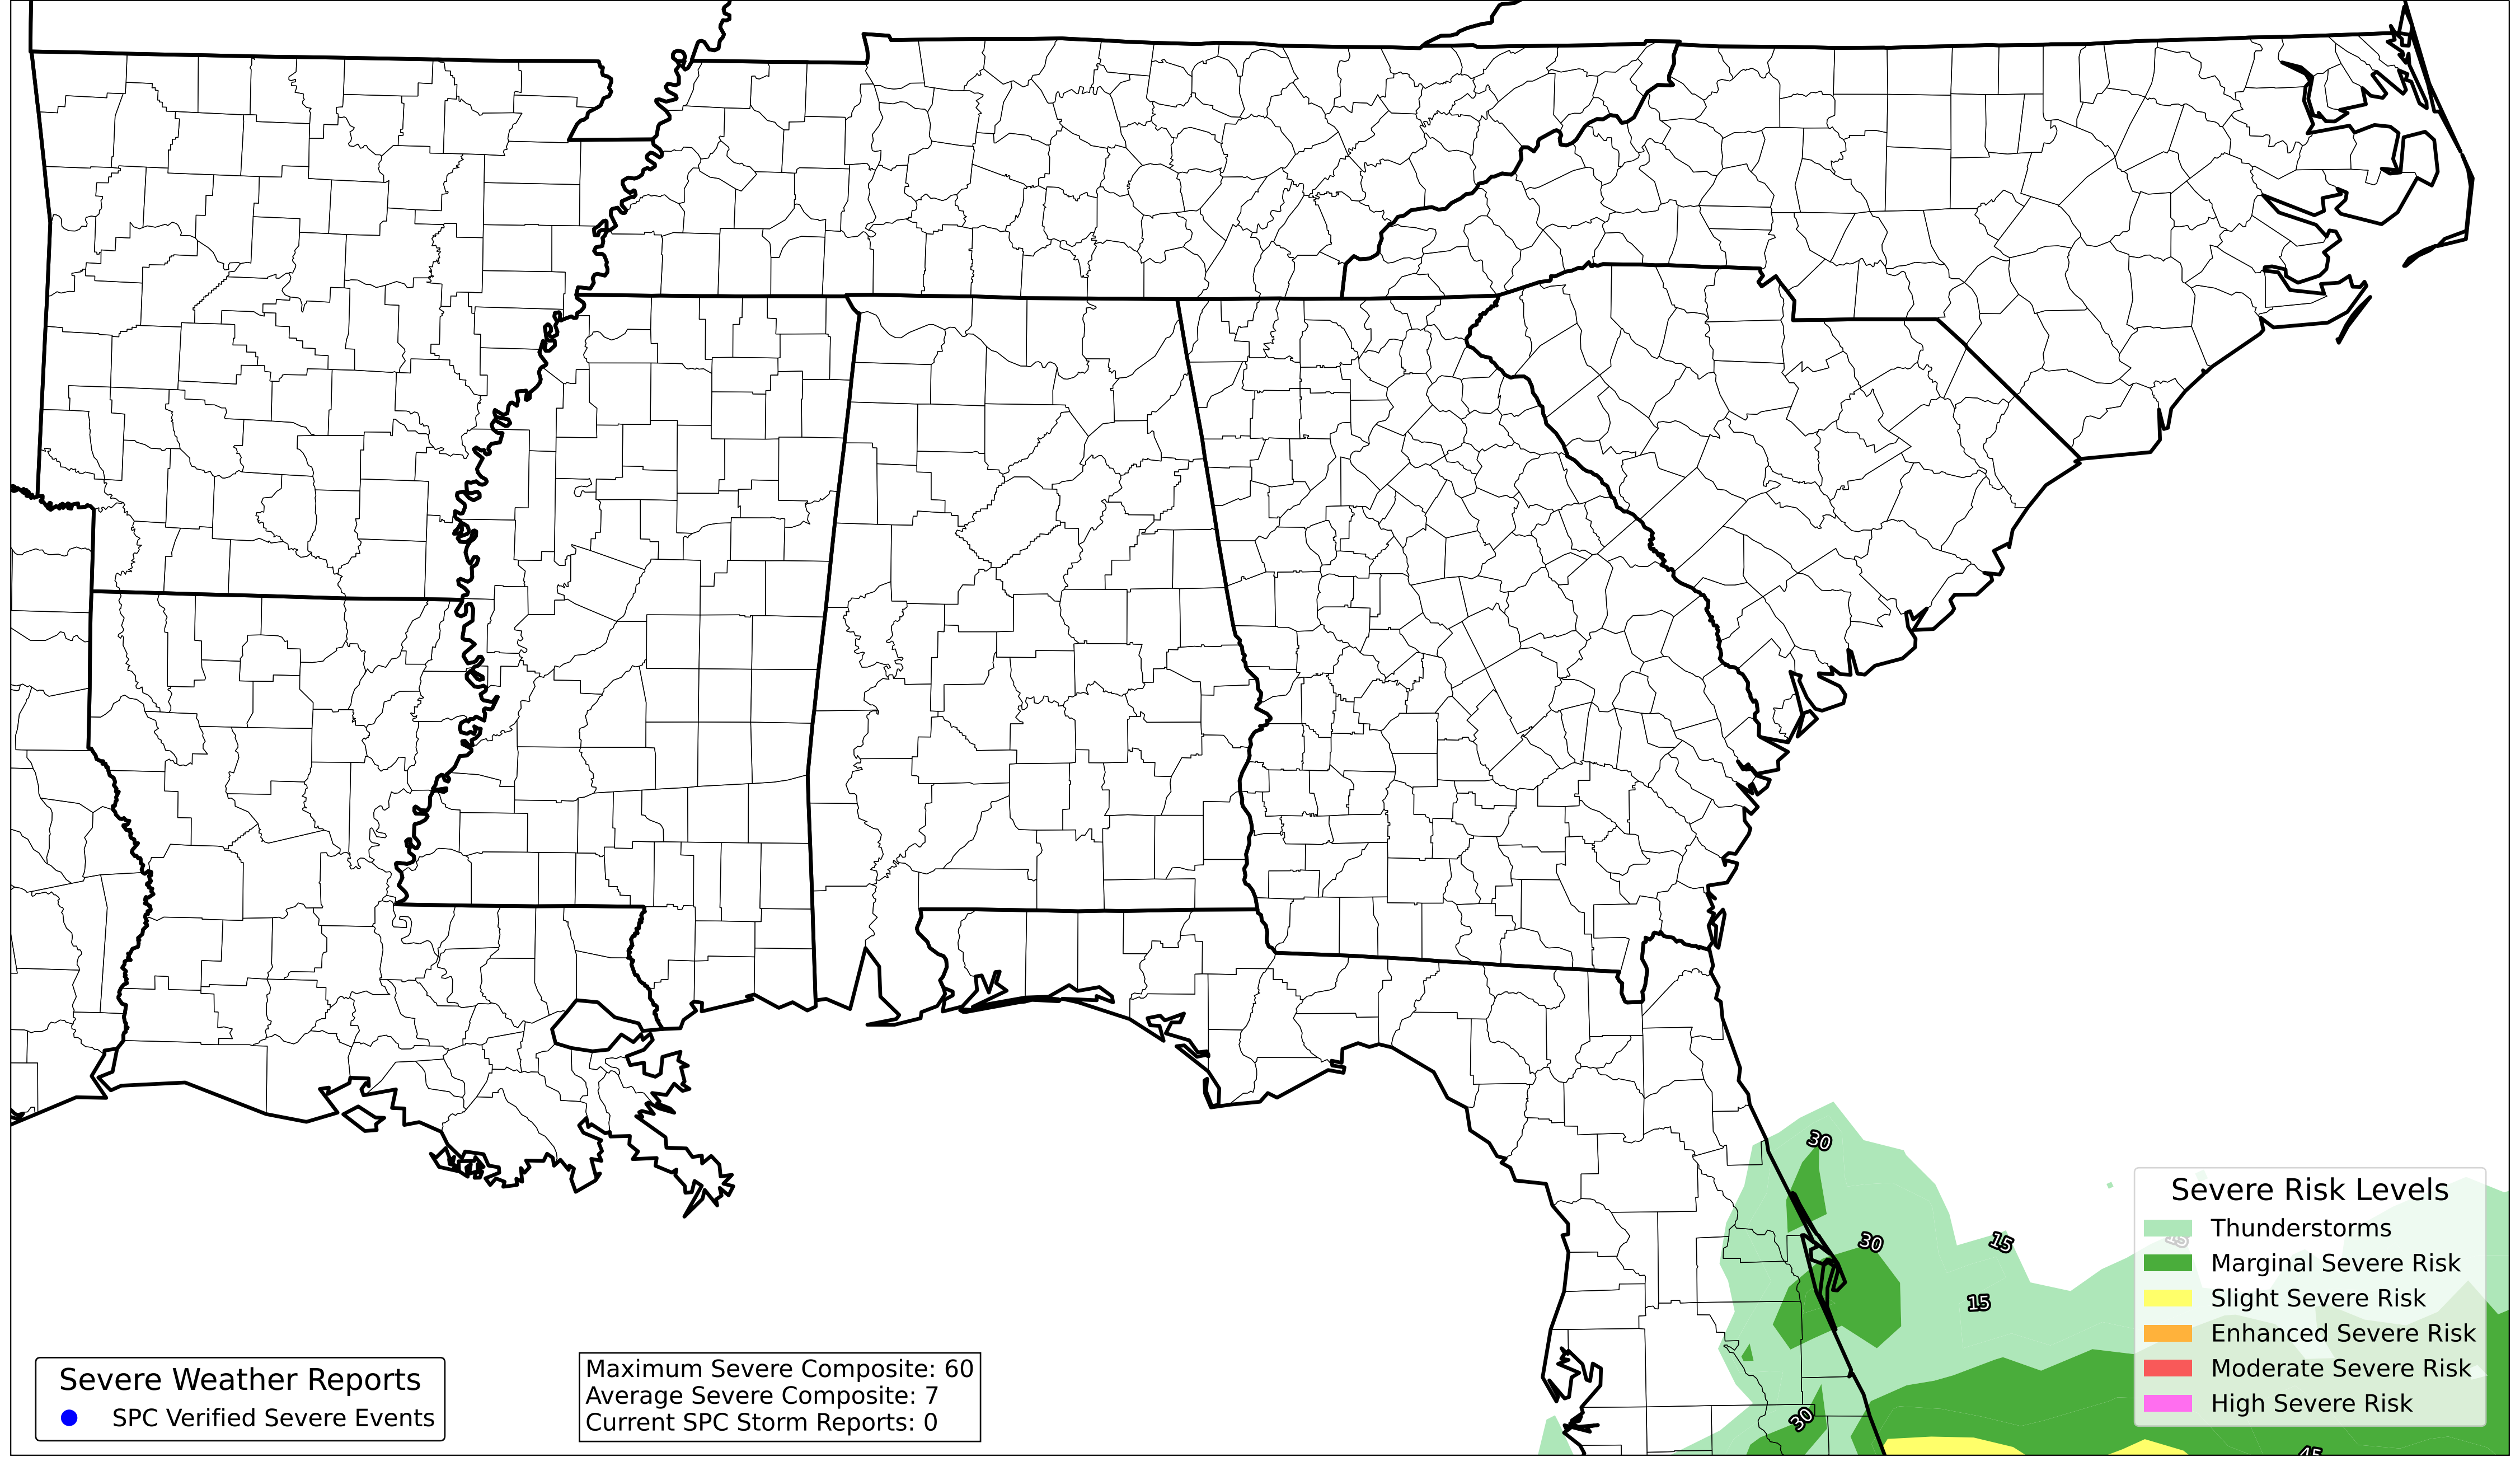 30
30
15
15
15
30
45
Severe Risk Levels
Thunderstorms
Marginal Severe Risk
Slight Severe Risk
Enhanced Severe Risk
Moderate Severe Risk
High Severe Risk
Severe Weather Reports
SPC Verified Severe Events
Maximum Severe Composite: 60
Average Severe Composite: 7
Current SPC Storm Reports: 0